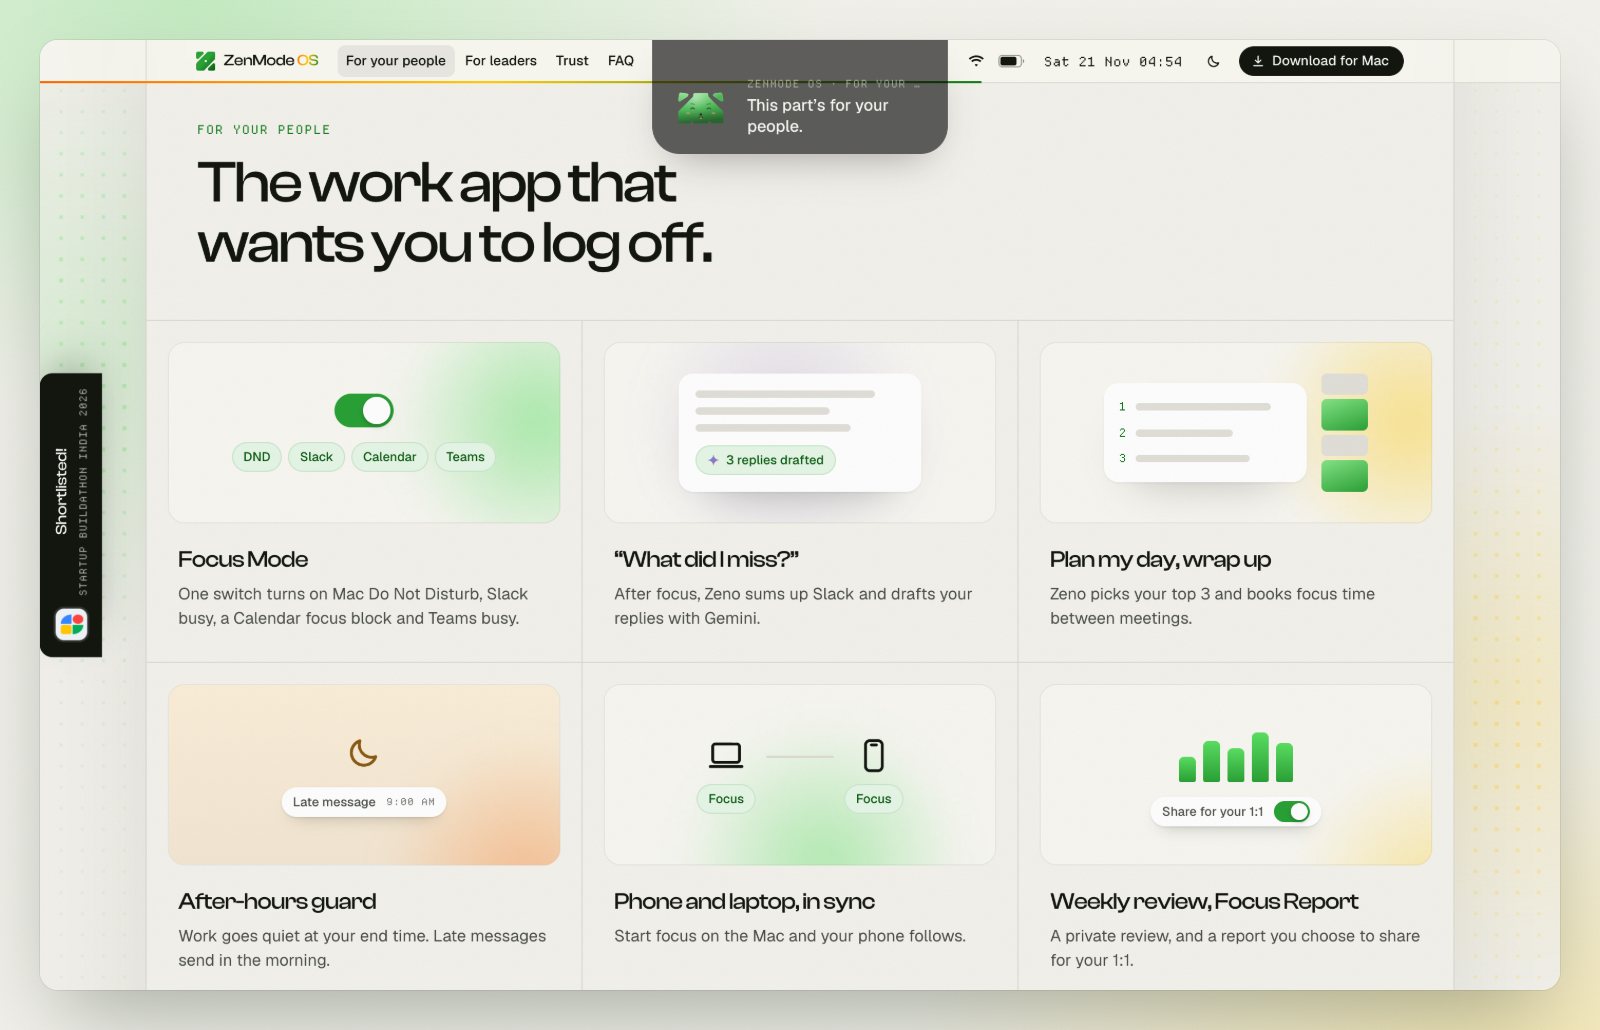 ZenMode OS
For your people
For leaders
Trust
FAQ
Sat 21 Nov 04:54
Download for Mac
ZENMODE OS · FOR YOUR …
This part’s for your
people.
FOR YOUR PEOPLE
The work app that
wants you to log off.
Shortlisted!
STARTUP BUILDATHON INDIA 2026
DND
Slack
Calendar
Teams
Focus Mode
One switch turns on Mac Do Not Disturb, Slack
busy, a Calendar focus block and Teams busy.
3 replies drafted
“What did I miss?”
After focus, Zeno sums up Slack and drafts your
replies with Gemini.
1
2
3
Plan my day, wrap up
Zeno picks your top 3 and books focus time
between meetings.
Late message 9:00 AM
After-hours guard
Work goes quiet at your end time. Late messages
send in the morning.
Focus
Focus
Phone and laptop, in sync
Start focus on the Mac and your phone follows.
Share for your 1:1
Weekly review, Focus Report
A private review, and a report you choose to share
for your 1:1.